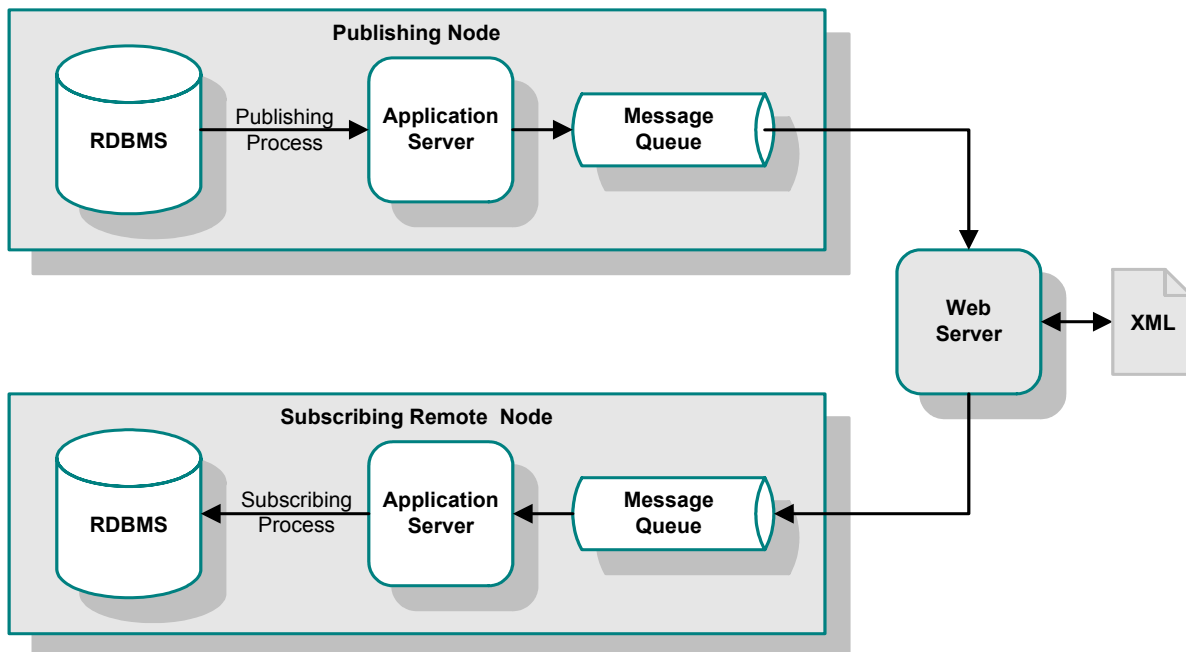 Publishing Node
RDBMS
Publishing
Process
Application
Server
Message
Queue
Web
Server
XML
Subscribing Remote  Node
RDBMS
Subscribing
Process
Application
Server
Message
Queue